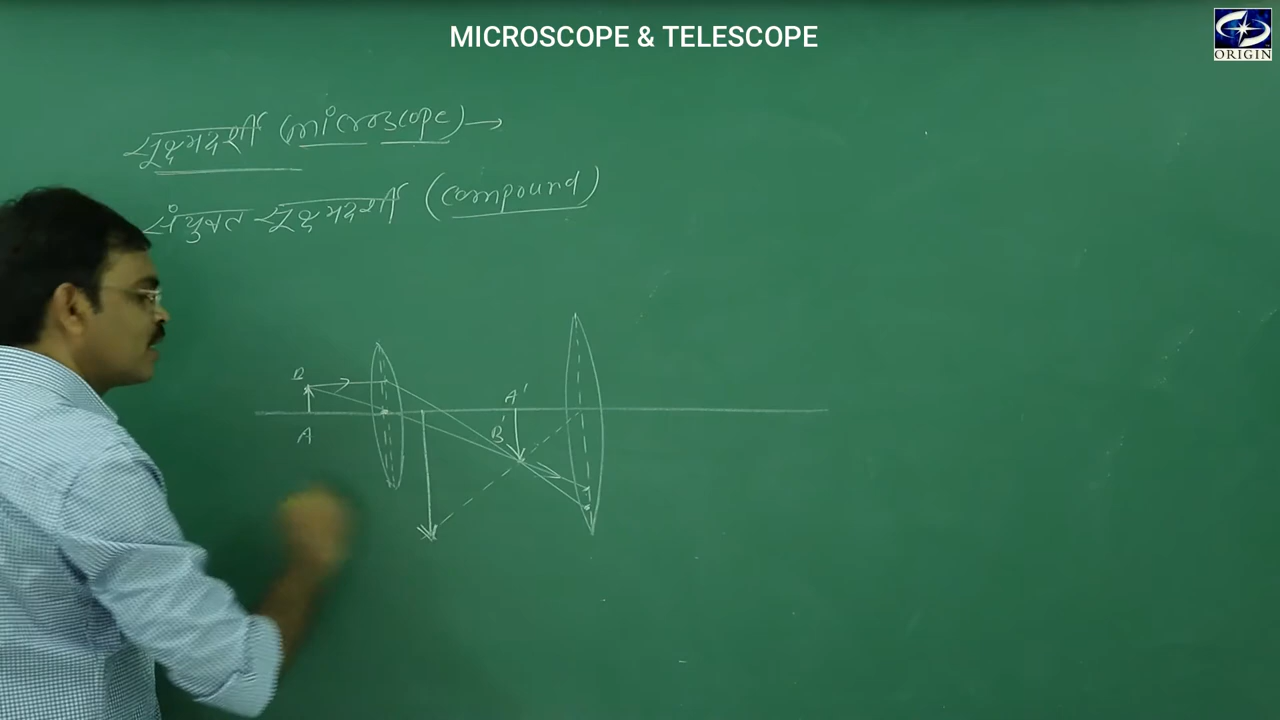 MICROSCOPE & TELESCOPE
ORIGIN
सूक्ष्मदर्शी (microscope) →
संयुक्त सूक्ष्मदर्शी (compound)
B
A'
B'
A